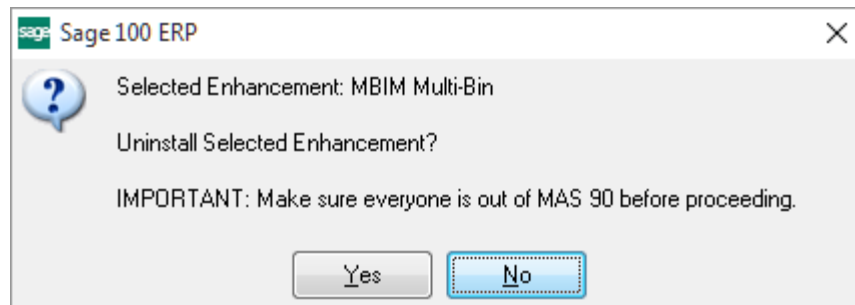 sage Sage 100 ERP
Selected Enhancement: MBIM Multi-Bin
Uninstall Selected Enhancement?
IMPORTANT: Make sure everyone is out of MAS 90 before proceeding.
Yes No